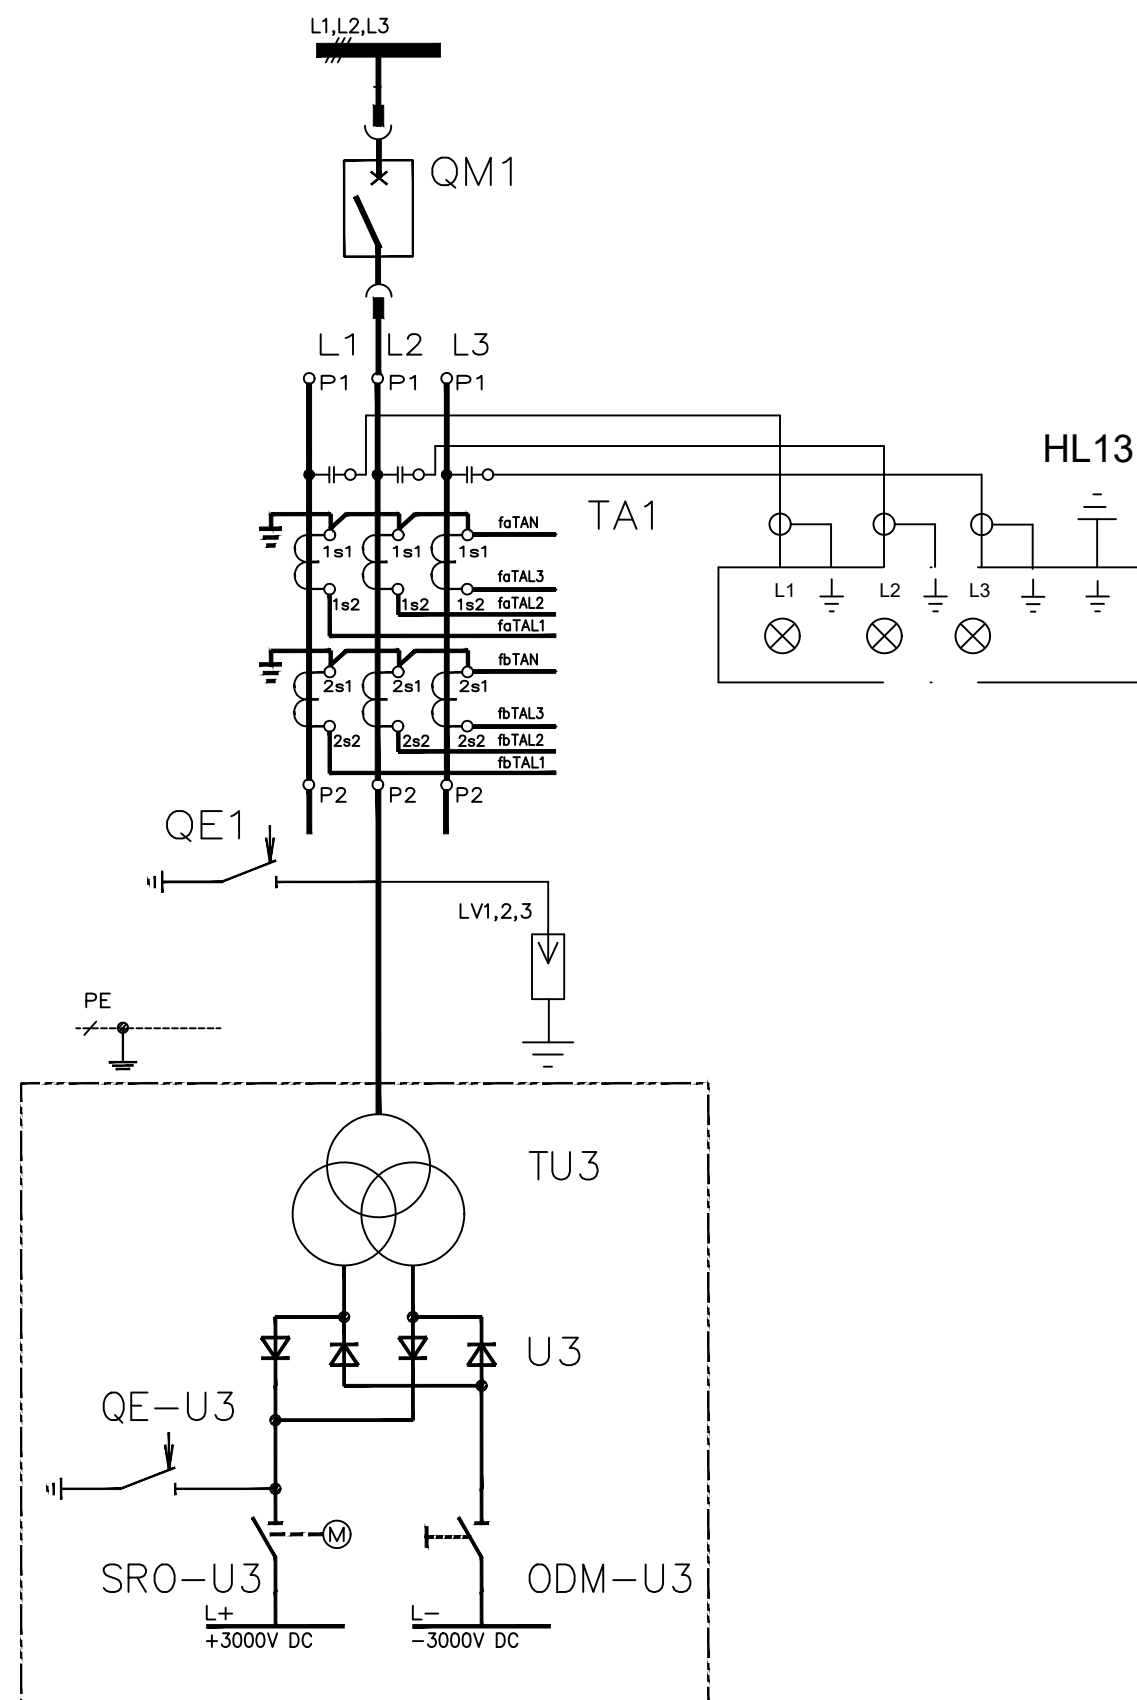 L1,L2,L3
QM1
L1 L2 L3
P1 P1 P1
HL13
TA1
faTAN
1s1 1s1 1s1
faTAL3
1s2 1s2 1s2 faTAL2
faTAL1
L1 L2 L3
fbTAN
2s1 2s1 2s1
fbTAL3
2s2 2s2 2s2 fbTAL2
fbTAL1
P2 P2 P2
QE1
LV1,2,3
PE
TU3
U3
QE-U3
M
SRO-U3 ODM-U3
L+ L-
+3000V DC -3000V DC